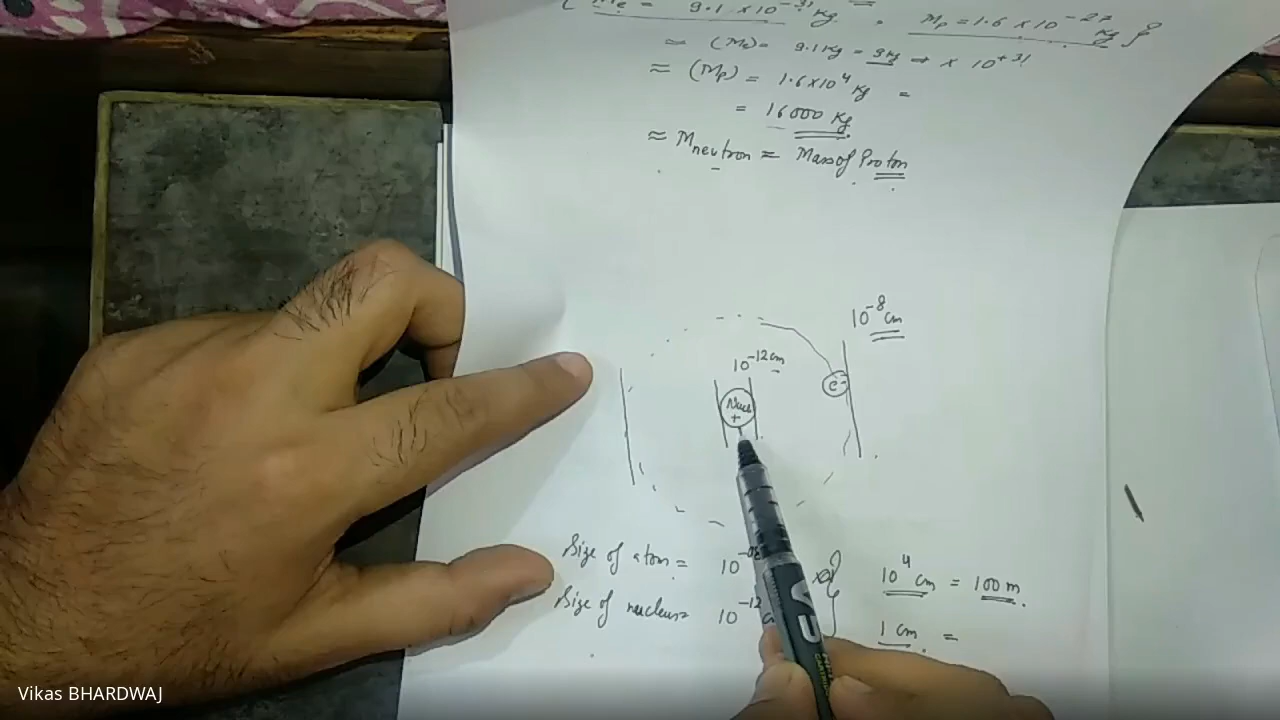 Me = 9.1 x 10^-31 kg . Mp = 1.6 x 10^-27 kg }
≈ (Me) = 9.1 kg = 9 kg → x 10^+31
≈ (Mp) = 1.6 x 10^4 kg =
= 16000 kg
≈ Mneutron ≈ Mass of Proton
10^-8 cm
10^-12 cm
e-
+
Size of atom = 10^-08
10^4 cm = 100 m.
Size of nucleus = 10^-12 c
1 cm =
Vikas BHARDWAJ